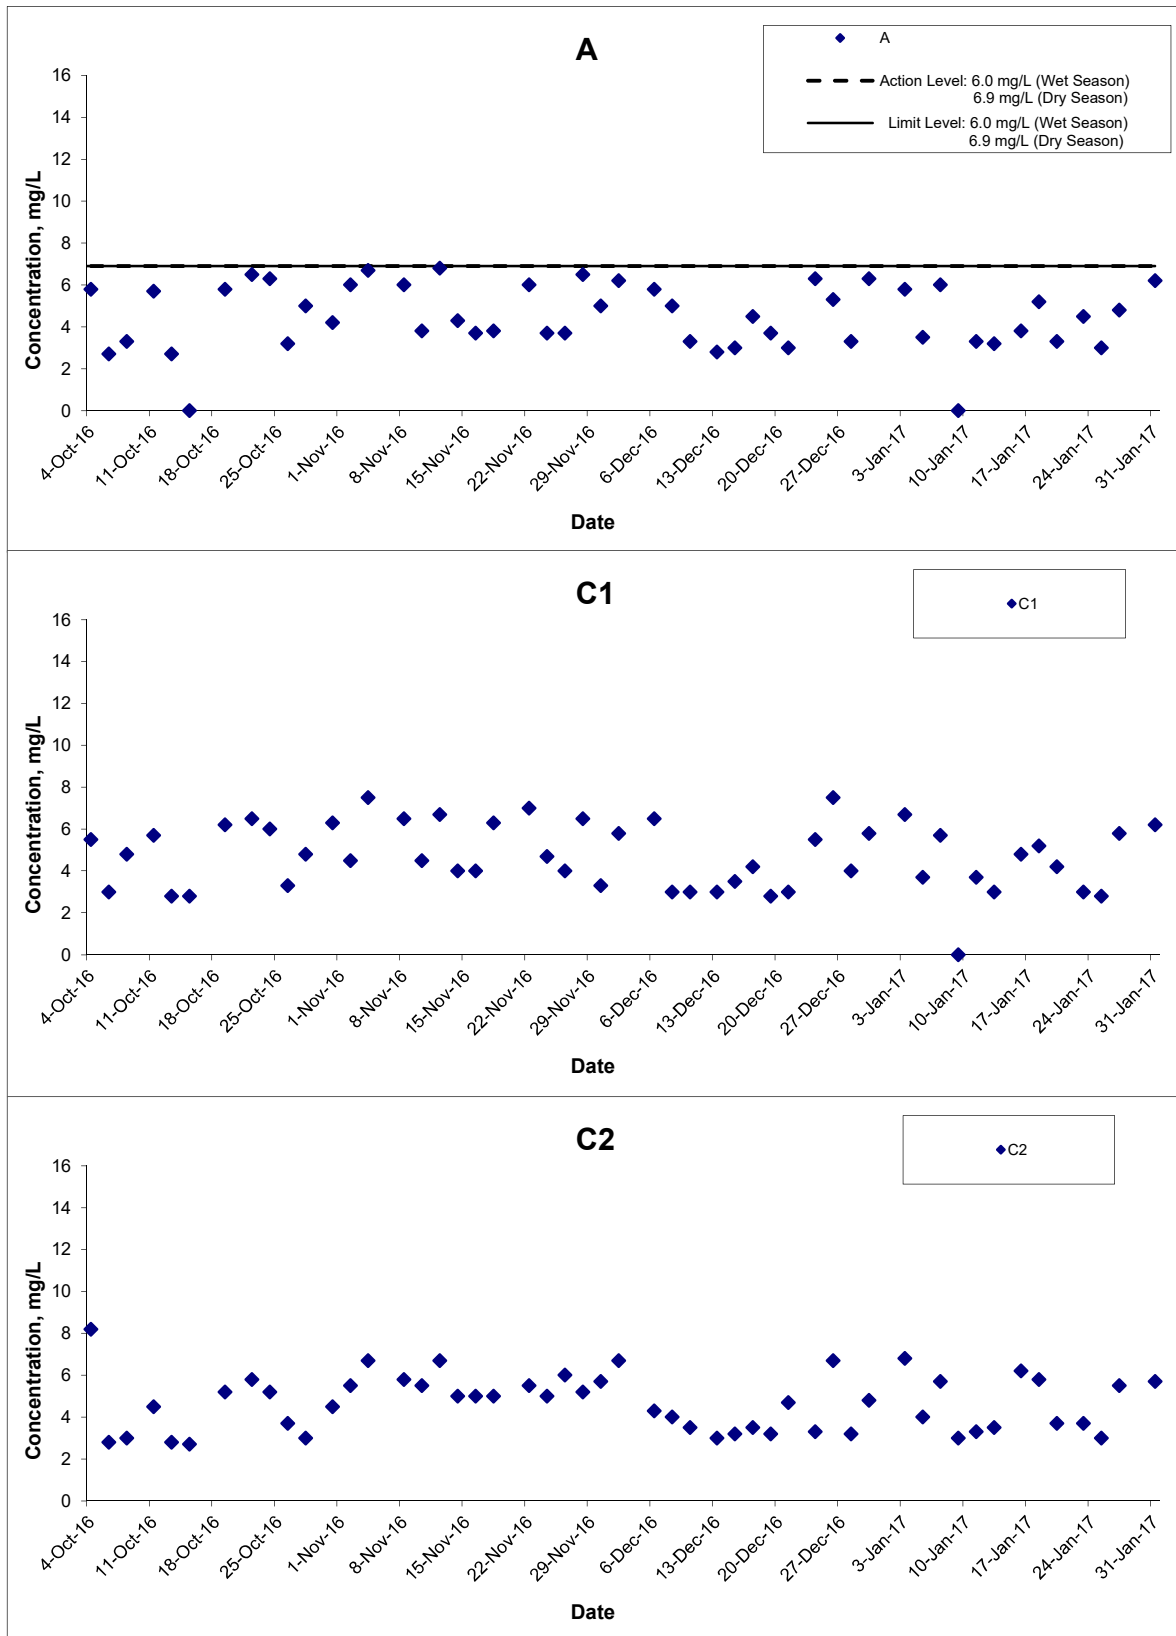 A
A
Action Level: 6.0 mg/L (Wet Season)
6.9 mg/L (Dry Season)
Limit Level: 6.0 mg/L (Wet Season)
6.9 mg/L (Dry Season)
Concentration, mg/L
16
14
12
10
8
6
4
2
0
4-Oct-16
11-Oct-16
18-Oct-16
25-Oct-16
1-Nov-16
8-Nov-16
15-Nov-16
22-Nov-16
29-Nov-16
6-Dec-16
13-Dec-16
20-Dec-16
27-Dec-16
3-Jan-17
10-Jan-17
17-Jan-17
24-Jan-17
31-Jan-17
Date
C1
C1
Concentration, mg/L
16
14
12
10
8
6
4
2
0
4-Oct-16
11-Oct-16
18-Oct-16
25-Oct-16
1-Nov-16
8-Nov-16
15-Nov-16
22-Nov-16
29-Nov-16
6-Dec-16
13-Dec-16
20-Dec-16
27-Dec-16
3-Jan-17
10-Jan-17
17-Jan-17
24-Jan-17
31-Jan-17
Date
C2
C2
Concentration, mg/L
16
14
12
10
8
6
4
2
0
4-Oct-16
11-Oct-16
18-Oct-16
25-Oct-16
1-Nov-16
8-Nov-16
15-Nov-16
22-Nov-16
29-Nov-16
6-Dec-16
13-Dec-16
20-Dec-16
27-Dec-16
3-Jan-17
10-Jan-17
17-Jan-17
24-Jan-17
31-Jan-17
Date